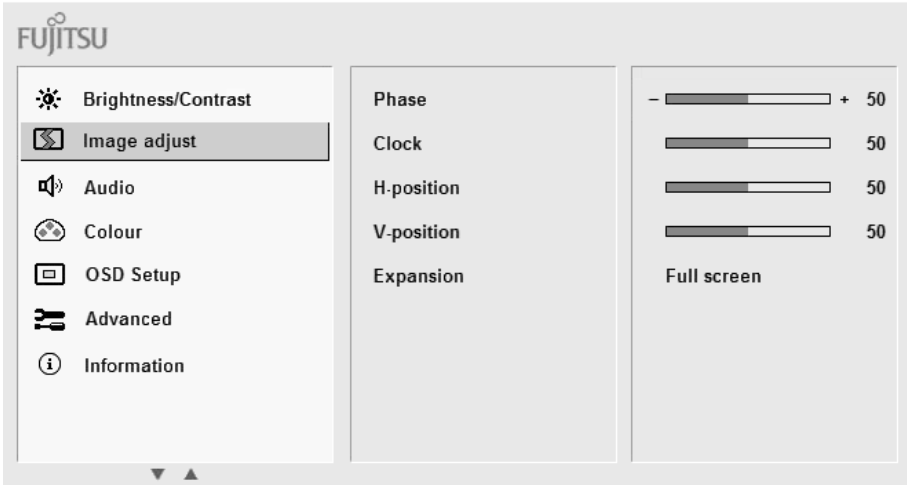 FUJITSU
Brightness/Contrast
Image adjust
Audio
Colour
OSD Setup
Advanced
Information
Phase - + 50
Clock 50
H-position 50
V-position 50
Expansion Full screen